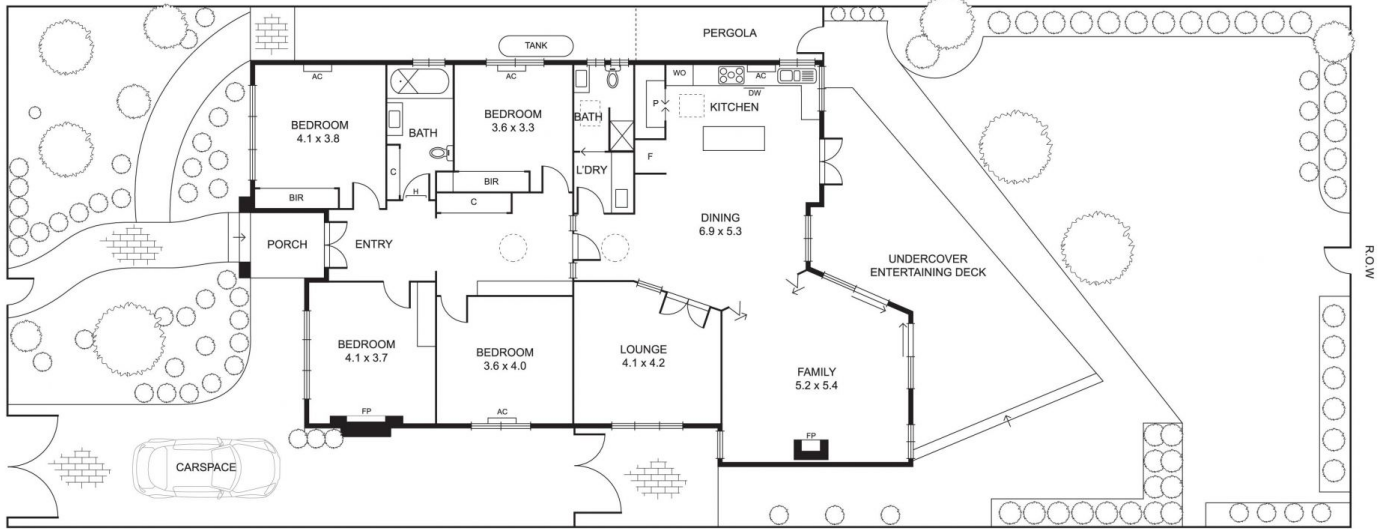 PERGOLA
TANK
AC
BEDROOM
4.1 x 3.8
BIR
BATH
C
H
AC
BEDROOM
3.6 x 3.3
BIR
C
BATH
L'DRY
P
F
WO
AC
DW
KITCHEN
PORCH
ENTRY
DINING
6.9 x 5.3
UNDERCOVER
ENTERTAINING DECK
R.O.W
BEDROOM
4.1 x 3.7
FP
BEDROOM
3.6 x 4.0
AC
LOUNGE
4.1 x 4.2
FAMILY
5.2 x 5.4
FP
CARSPACE